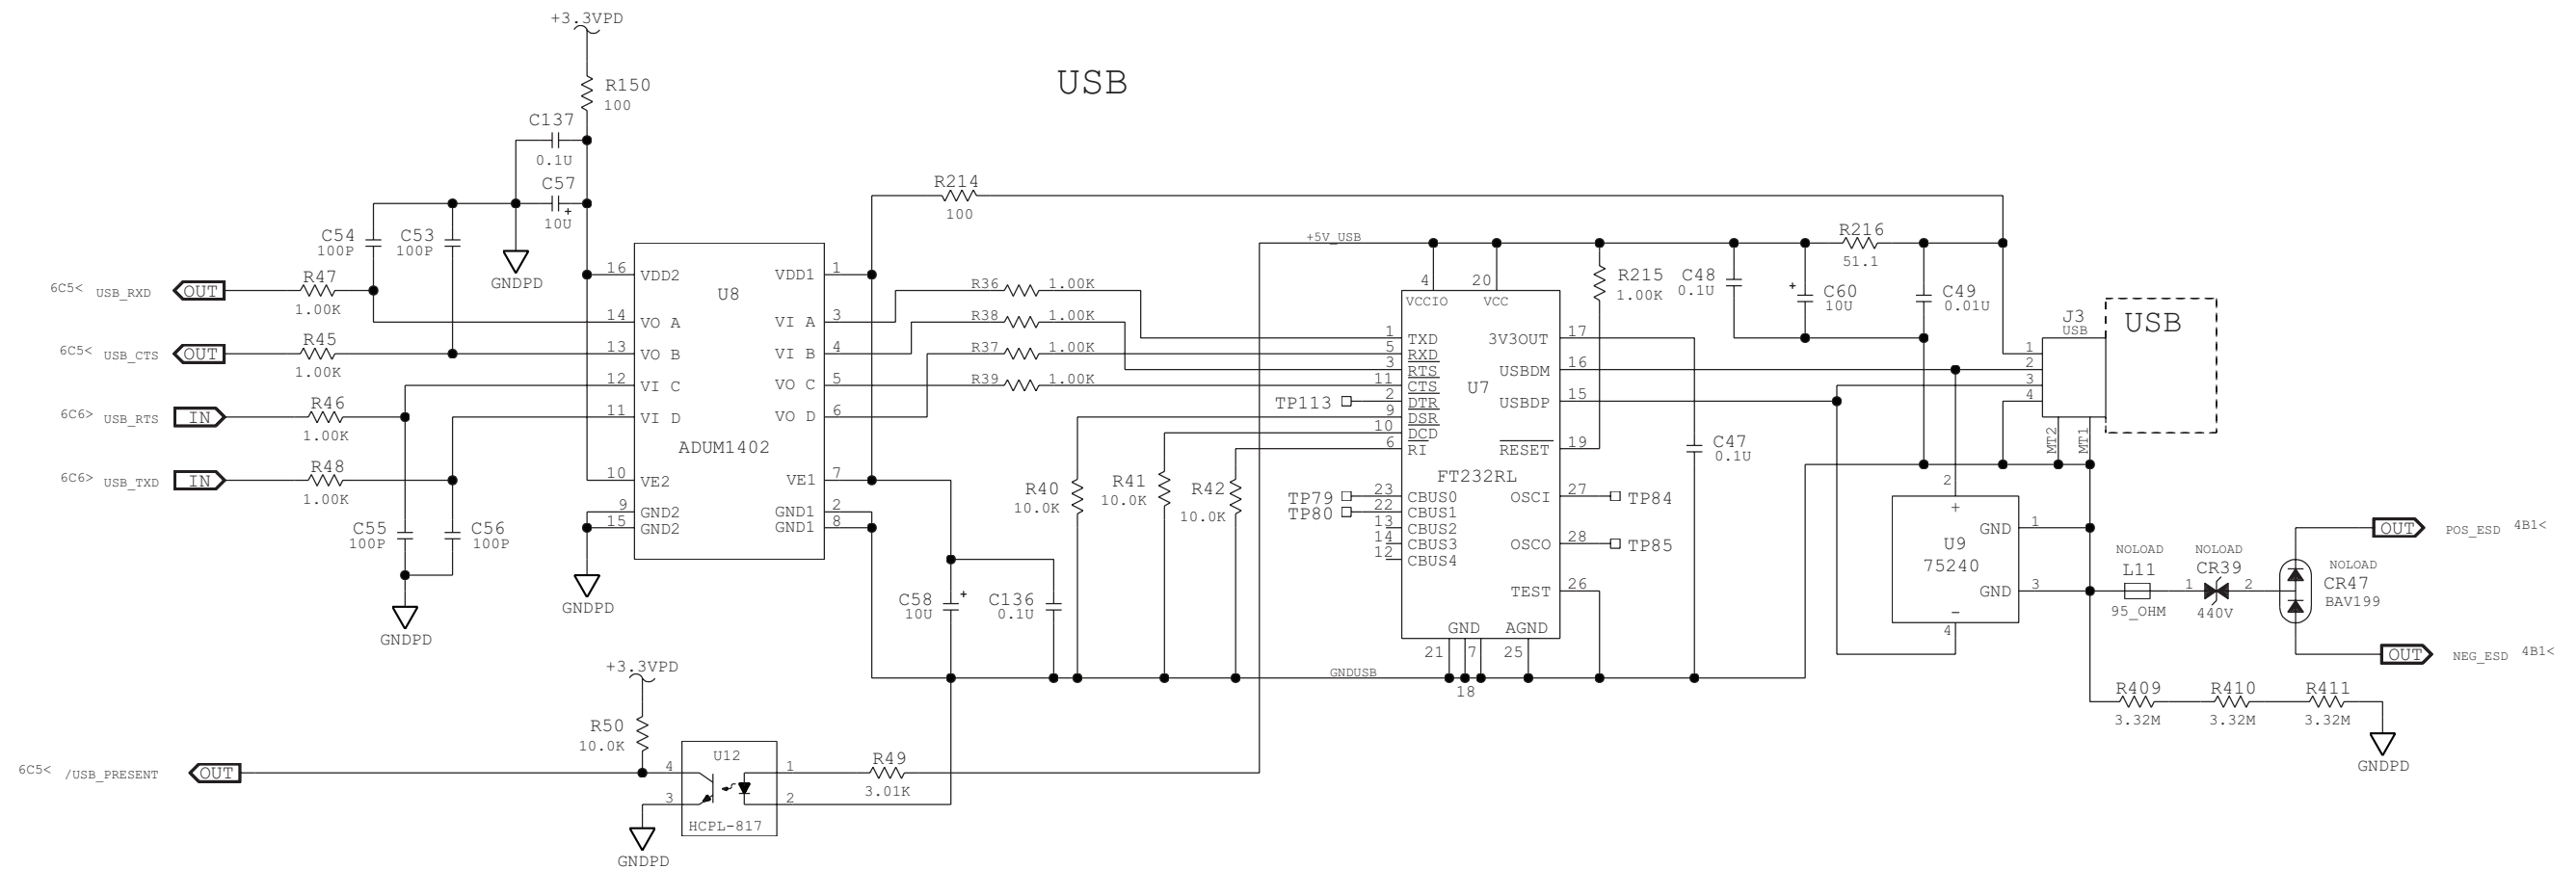 +3.3VPD
USB
R150
100
C137
0.1U
C57
+
10U
R214
100
C54
100P
C53
100P
GNDPD
6C5< USB_RXD OUT
R47
1.00K
6C5< USB_CTS OUT
R45
1.00K
6C6> USB_RTS IN
R46
1.00K
6C6> USB_TXD IN
R48
1.00K
C55
100P
C56
100P
GNDPD
U8
ADUM1402
16 VDD2
14 VO A
13 VO B
12 VI C
11 VI D
10 VE2
9 GND2
15 GND2
VDD1 1
VI A 3
VI B 4
VO C 5
VO D 6
VE1 7
GND1 2
GND1 8
GNDPD
R36 1.00K
R38 1.00K
R37 1.00K
R39 1.00K
R40
10.0K
R41
10.0K
R42
10.0K
C58
10U
+
C136
0.1U
+5V_USB
4
VCCIO
20
VCC
U7
FT232RL
1 TXD
5 RXD
3 RTS
11 CTS
TP113 2 DTR
9 DSR
10 DCD
6 RI
TP79 23 CBUS0
TP80 22 CBUS1
13 CBUS2
14 CBUS3
12 CBUS4
3V3OUT 17
USBDM 16
USBDP 15
RESET 19
OSCI 27 TP84
OSCO 28 TP85
TEST 26
GND AGND
21 7 25
18
GNDUSB
R215
1.00K
C48
0.1U
+
C60
10U
R216
51.1
C49
0.01U
C47
0.1U
J3
USB
USB
1
2
3
4
MT2
MT1
2
+
U9
75240
GND 1
GND 3
−
4
NOLOAD
L11
95_OHM
NOLOAD
CR39
1 2
440V
NOLOAD
CR47
BAV199
OUT POS_ESD 4B1<
OUT NEG_ESD 4B1<
R409
3.32M
R410
3.32M
R411
3.32M
GNDPD
+3.3VPD
R50
10.0K
6C5< /USB_PRESENT OUT
U12
4
3
1
2
HCPL-817
R49
3.01K
GNDPD